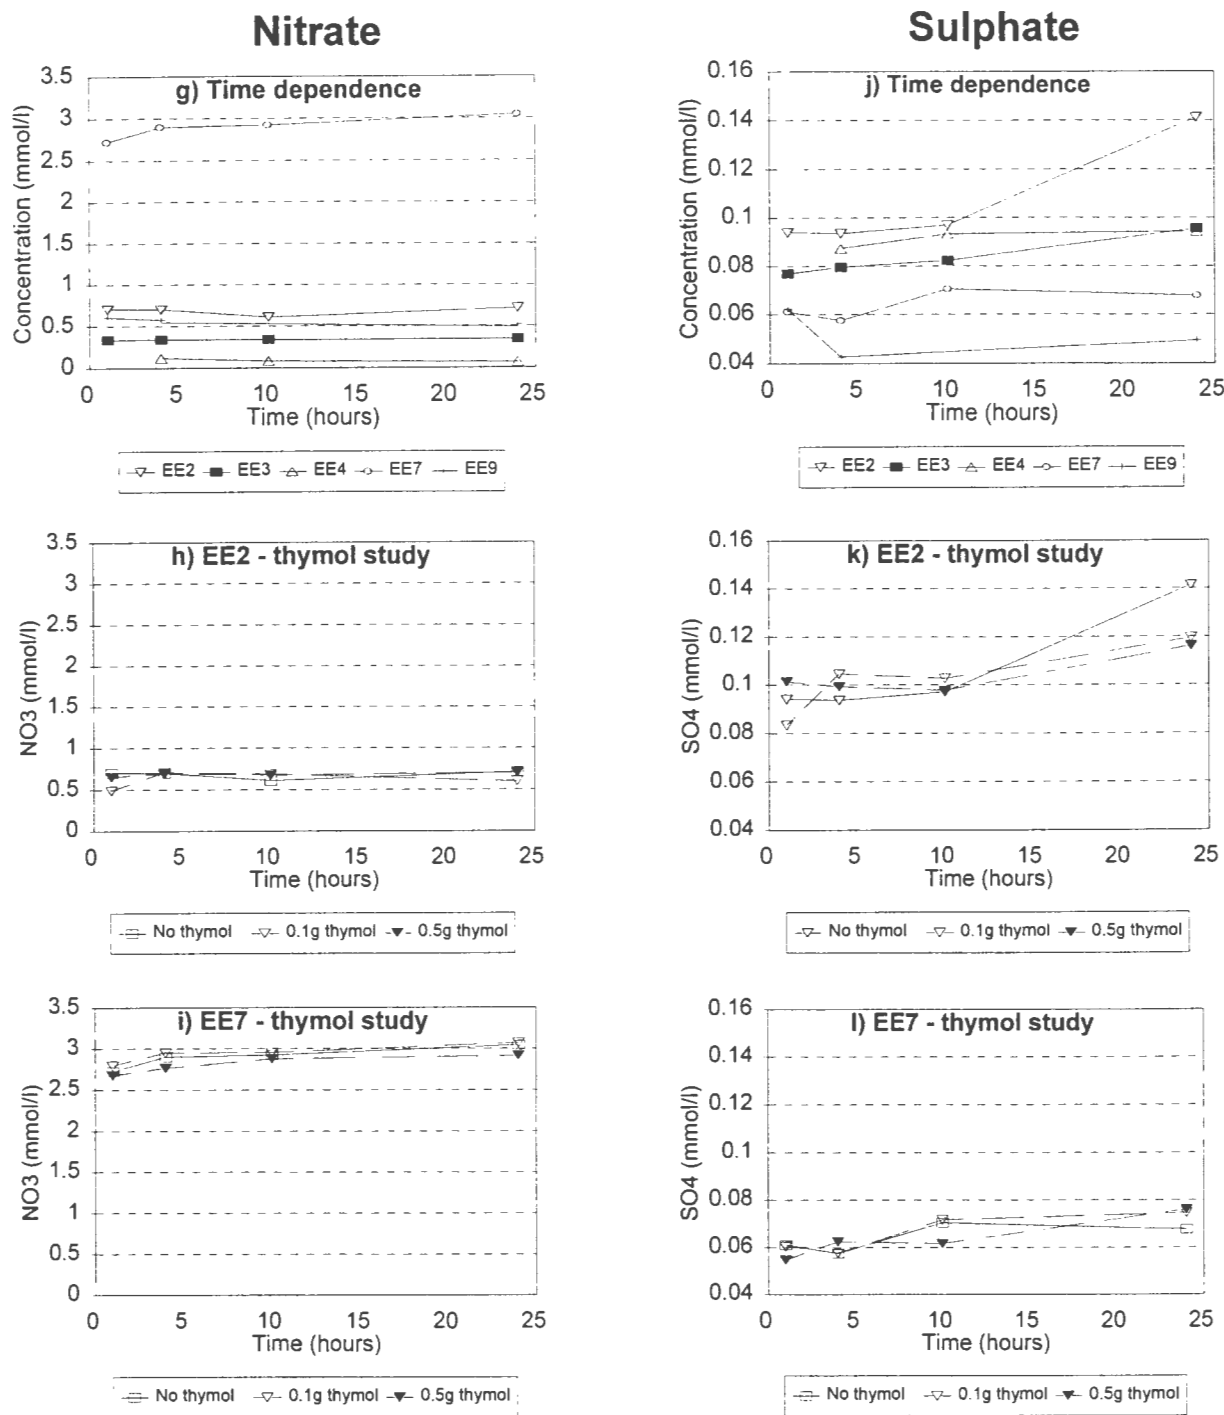 Nitrate
g) Time dependence
Concentration (mmol/l)
3.5
3
2.5
2
1.5
1
0.5
0
0 5 10 15 20 25
Time (hours)
EE2 EE3 EE4 EE7 EE9
h) EE2 - thymol study
NO3 (mmol/l)
3.5
3
2.5
2
1.5
1
0.5
0
0 5 10 15 20 25
Time (hours)
No thymol 0.1g thymol 0.5g thymol
i) EE7 - thymol study
NO3 (mmol/l)
3.5
3
2.5
2
1.5
1
0.5
0
0 5 10 15 20 25
Time (hours)
No thymol 0.1g thymol 0.5g thymol
Sulphate
j) Time dependence
Concentration (mmol/l)
0.16
0.14
0.12
0.1
0.08
0.06
0.04
0 5 10 15 20 25
Time (hours)
EE2 EE3 EE4 EE7 EE9
k) EE2 - thymol study
SO4 (mmol/l)
0.16
0.14
0.12
0.1
0.08
0.06
0.04
0 5 10 15 20 25
Time (hours)
No thymol 0.1g thymol 0.5g thymol
l) EE7 - thymol study
SO4 (mmol/l)
0.16
0.14
0.12
0.1
0.08
0.06
0.04
0 5 10 15 20 25
Time (hours)
No thymol 0.1g thymol 0.5g thymol